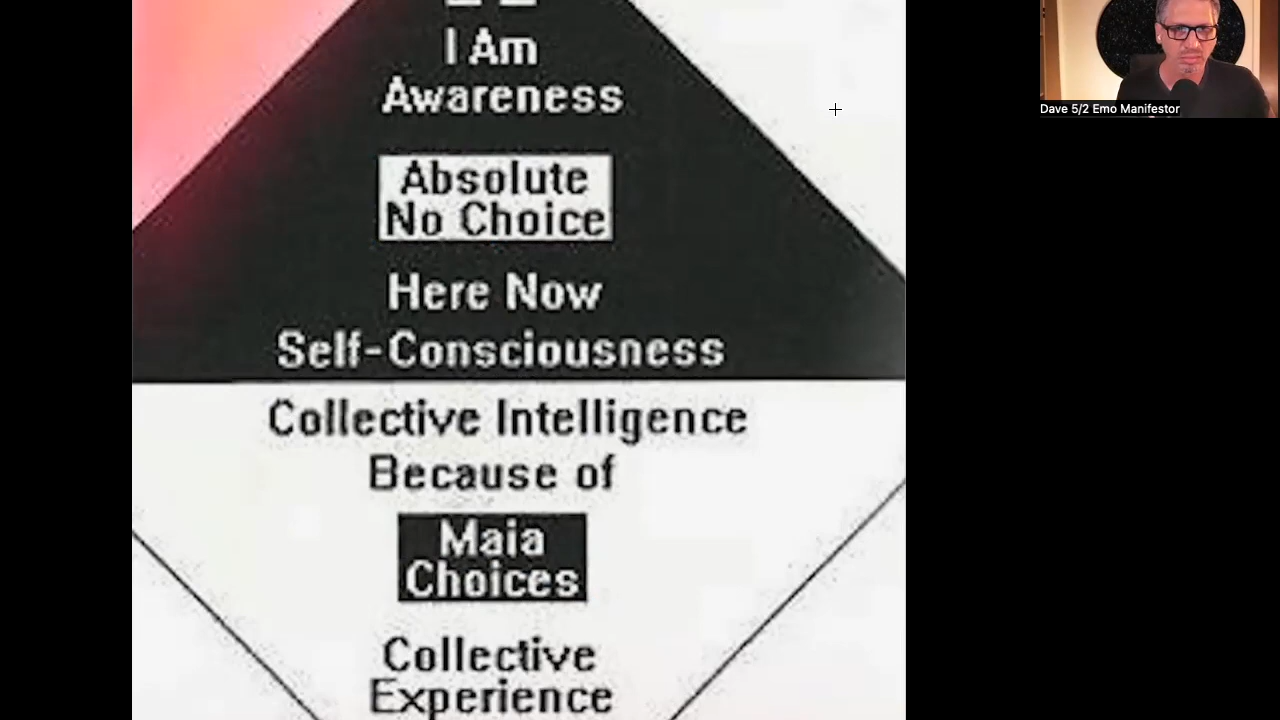 I Am
Awareness
Absolute
No Choice
Here Now
Self-Consciousness
Collective Intelligence
Because of
Maia
Choices
Collective
Experience
Dave 5/2 Emo Manifestor